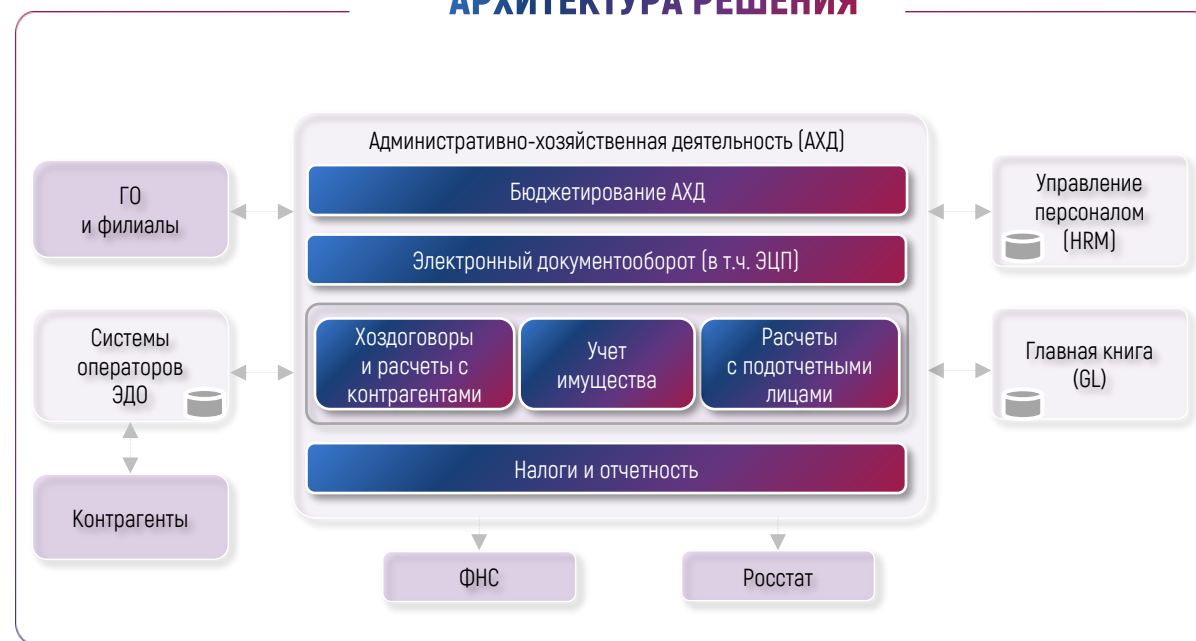 АРХИТЕКТУРА РЕШЕНИЯ
Административно-хозяйственная деятельность (АХД)
ГО
и филиалы
Бюджетирование АХД
Управление
персоналом
(HRM)
Электронный документооборот (в т.ч. ЭЦП)
Системы
операторов
ЭДО
Хоздоговоры
и расчеты с
контрагентами
Учет
имущества
Расчеты
с подотчетными
лицами
Главная книга
(GL)
Налоги и отчетность
Контрагенты
ФНС
Росстат